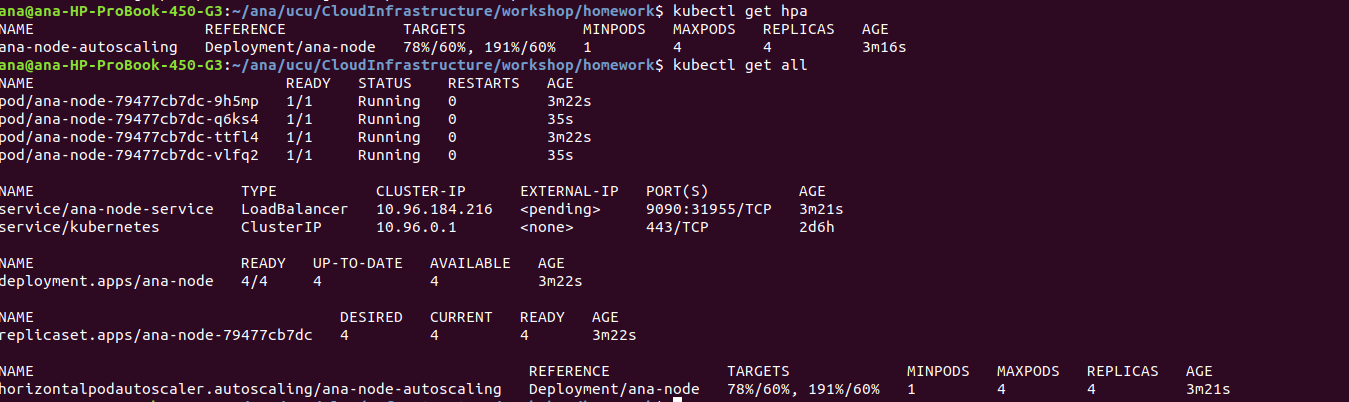 ana@ana-HP-ProBook-450-G3:~/ana/ucu/CloudInfrastructure/workshop/homework$ kubectl get hpa
NAME REFERENCE TARGETS MINPODS MAXPODS REPLICAS AGE
ana-node-autoscaling Deployment/ana-node 78%/60%, 191%/60% 1 4 4 3m16s
ana@ana-HP-ProBook-450-G3:~/ana/ucu/CloudInfrastructure/workshop/homework$ kubectl get all
NAME READY STATUS RESTARTS AGE
pod/ana-node-79477cb7dc-9h5mp 1/1 Running 0 3m22s
pod/ana-node-79477cb7dc-q6ks4 1/1 Running 0 35s
pod/ana-node-79477cb7dc-ttfl4 1/1 Running 0 3m22s
pod/ana-node-79477cb7dc-vlfq2 1/1 Running 0 35s
NAME TYPE CLUSTER-IP EXTERNAL-IP PORT(S) AGE
service/ana-node-service LoadBalancer 10.96.184.216 <pending> 9090:31955/TCP 3m21s
service/kubernetes ClusterIP 10.96.0.1 <none> 443/TCP 2d6h
NAME READY UP-TO-DATE AVAILABLE AGE
deployment.apps/ana-node 4/4 4 4 3m22s
NAME DESIRED CURRENT READY AGE
replicaset.apps/ana-node-79477cb7dc 4 4 4 3m22s
NAME REFERENCE TARGETS MINPODS MAXPODS REPLICAS AGE
horizontalpodautoscaler.autoscaling/ana-node-autoscaling Deployment/ana-node 78%/60%, 191%/60% 1 4 4 3m21s